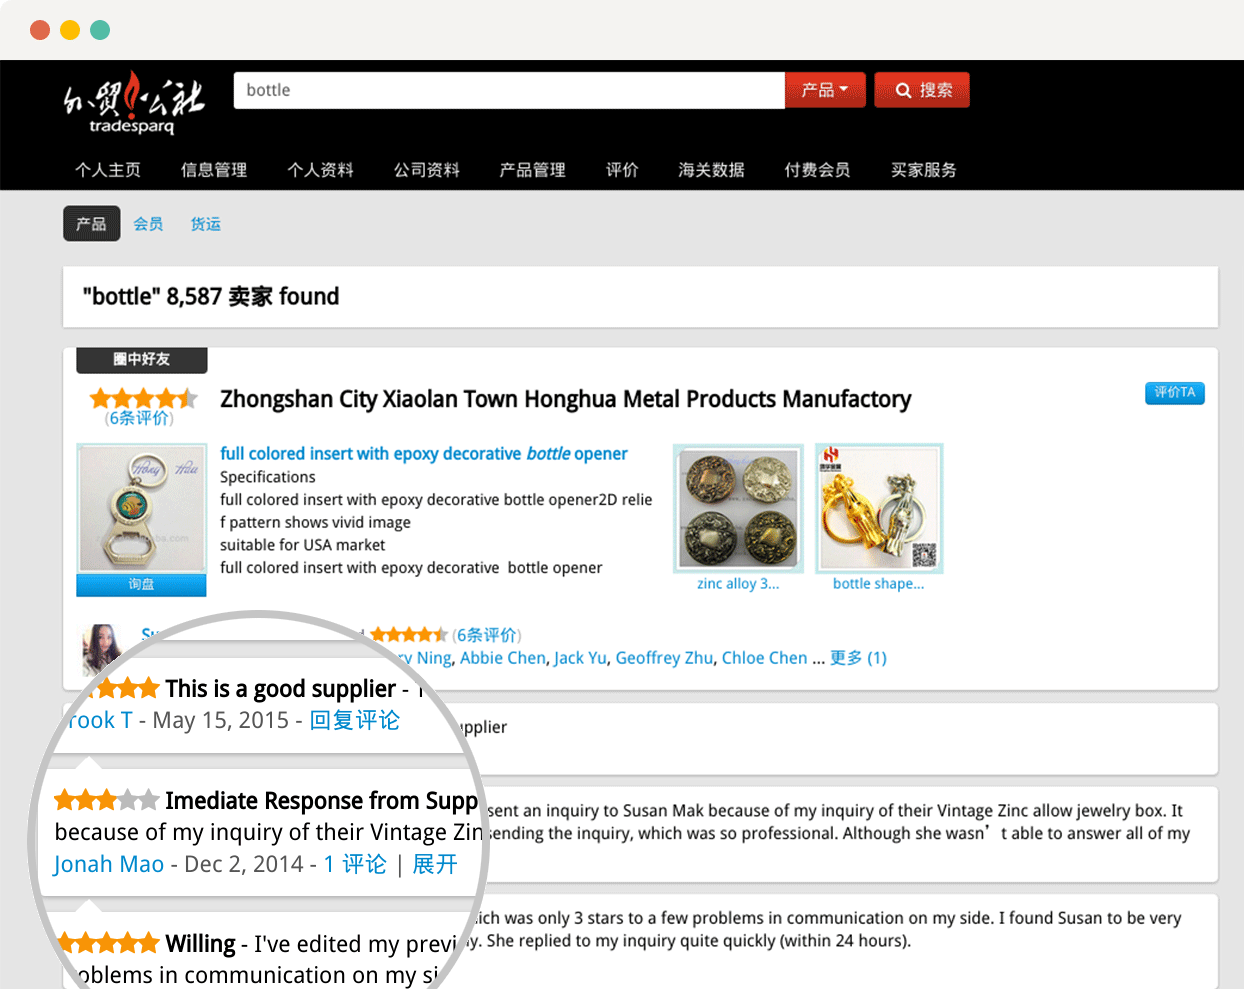 外贸公社
tradesparq
bottle
产品
搜索
个人主页 信息管理 个人资料 公司资料 产品管理 评价 海关数据 付费会员 买家服务
产品 会员 货运
"bottle" 8,587 卖家 found
圈中好友
(6条评价)
Zhongshan City Xiaolan Town Honghua Metal Products Manufactory
评价TA
full colored insert with epoxy decorative bottle opener
Specifications
full colored insert with epoxy decorative bottle opener2D relie
f pattern shows vivid image
suitable for USA market
full colored insert with epoxy decorative  bottle opener
询盘
zinc alloy 3...
bottle shape...
(6条评价)
Ning, Abbie Chen, Jack Yu, Geoffrey Zhu, Chloe Chen ... 更多 (1)
This is a good supplier -
rook T - May 15, 2015 - 回复评论
upplier
Imediate Response from Supp
because of my inquiry of their Vintage Zin
Jonah Mao - Dec 2, 2014 - 1 评论 | 展开
sent an inquiry to Susan Mak because of my inquiry of their Vintage Zinc allow jewelry box. It
sending the inquiry, which was so professional. Although she wasn't able to answer all of my
Willing - I've edited my previ
oblems in communication on my si
ich was only 3 stars to a few problems in communication on my side. I found Susan to be very
y. She replied to my inquiry quite quickly (within 24 hours).